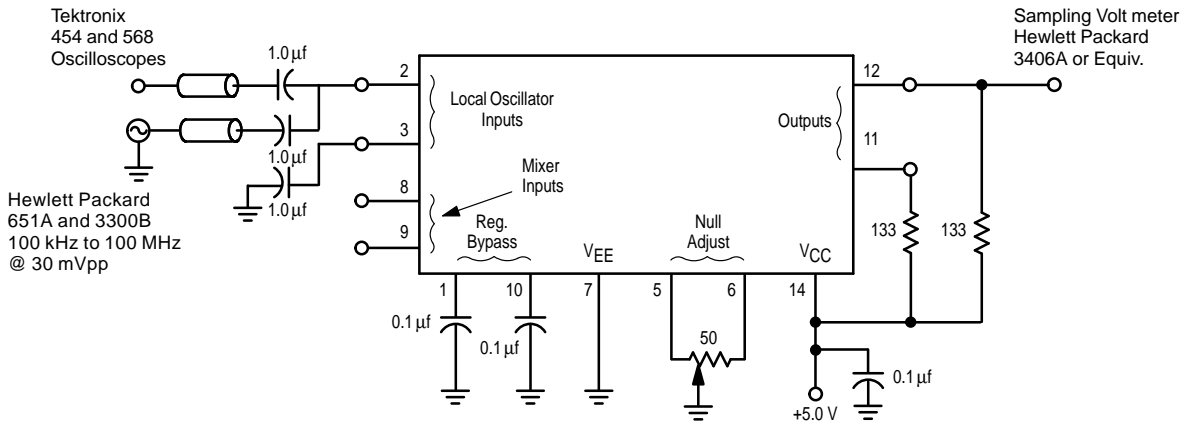 Tektronix
454 and 568
Oscilloscopes
1.0 µf
1.0 µf
1.0 µf
Hewlett Packard
651A and 3300B
100 kHz to 100 MHz
@ 30 mVpp
2
3
8
9
Local Oscillator
Inputs
Mixer
Inputs
Reg.
Bypass
VEE
Null
Adjust
VCC
Outputs
12
11
1
10
7
5
6
14
0.1 µf
0.1 µf
50
133
133
0.1 µf
+5.0 V
Sampling Volt meter
Hewlett Packard
3406A or Equiv.